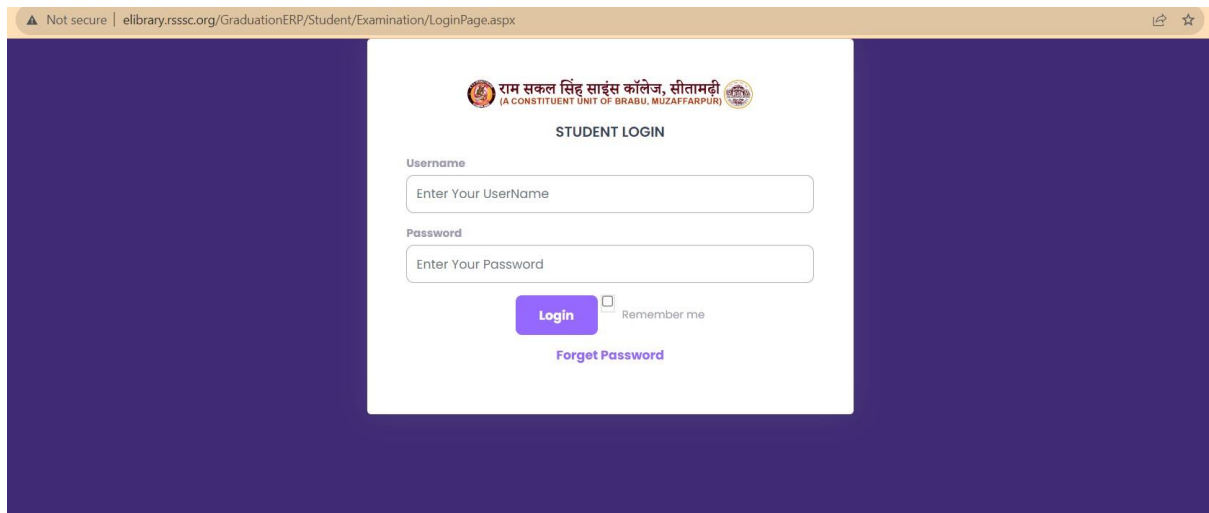 Not secure | elibrary.rsssc.org/GraduationERP/Student/Examination/LoginPage.aspx
राम सकल सिंह साइंस कॉलेज, सीतामढ़ी
(A CONSTITUENT UNIT OF BRABU, MUZAFFARPUR)
STUDENT LOGIN
Username
Enter Your UserName
Password
Enter Your Password
Login Remember me
Forget Password